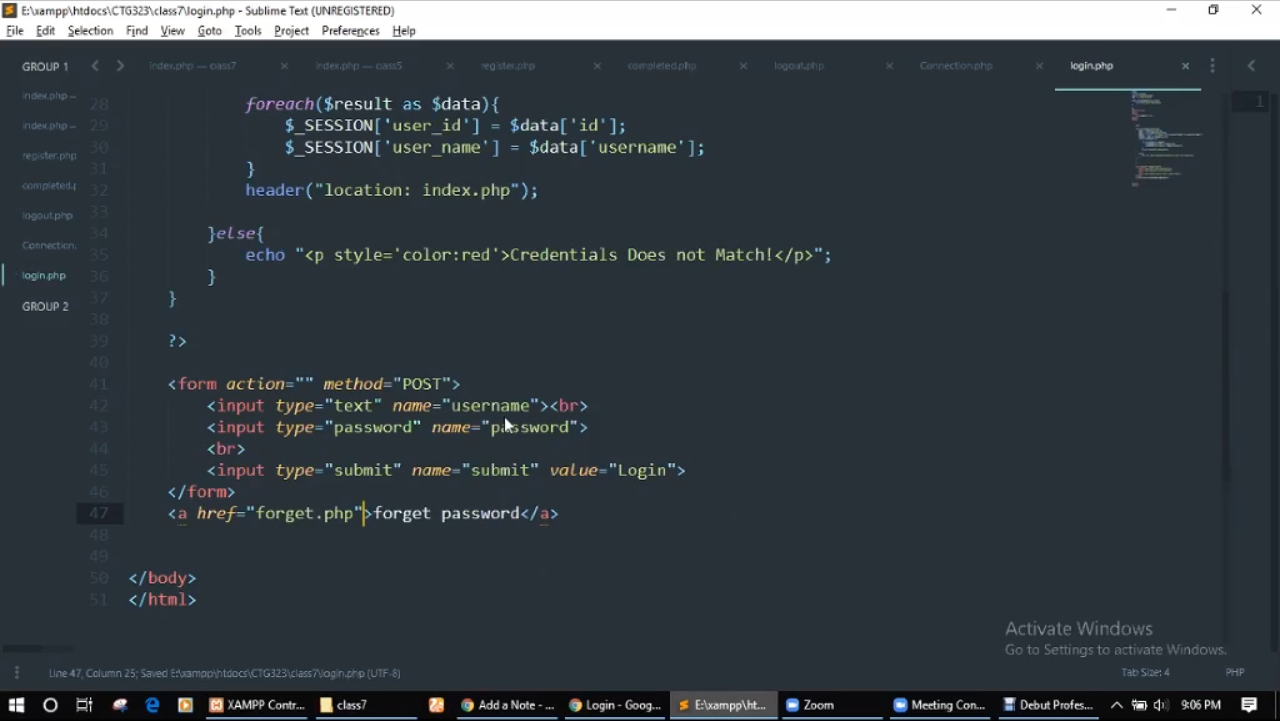 E:\xampp\htdocs\CTG323\class7\login.php - Sublime Text (UNREGISTERED)
File Edit Selection Find View Goto Tools Project Preferences Help
GROUP 1 index.php — class7 index.php — class5 register.php completed.php logout.php Connection.php login.php
index.php —
index.php —
register.php
completed.p
logout.php
Connection.
login.php
GROUP 2
28 foreach($result as $data){
29 $_SESSION['user_id'] = $data['id'];
30 $_SESSION['user_name'] = $data['username'];
31 }
32 header("location: index.php");
33
34 }else{
35 echo "<p style='color:red'>Credentials Does not Match!</p>";
36 }
37 }
38
39 ?>
40
41 <form action="" method="POST">
42 <input type="text" name="username"><br>
43 <input type="password" name="password">
44 <br>
45 <input type="submit" name="submit" value="Login">
46 </form>
47 <a href="forget.php">forget password</a>
48
49
50 </body>
51 </html>
1
Activate Windows
Go to Settings to activate Windows.
Line 47, Column 25; Saved E:\xampp\htdocs\CTG323\class7\login.php (UTF-8) Tab Size: 4 PHP
XAMPP Contr... class7 Add a Note - ... Login - Goog... E:\xampp\ht... Zoom Meeting Con... Debut Profes... 9:06 PM